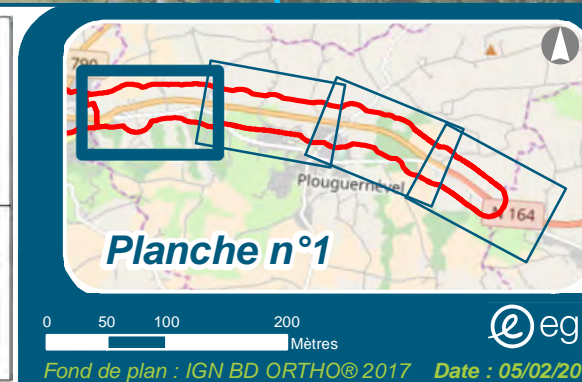 790
Plouguernével
N 164
Planche n°1
0 50 100 200
Mètres
eg
Fond de plan : IGN BD ORTHO® 2017 Date : 05/02/20